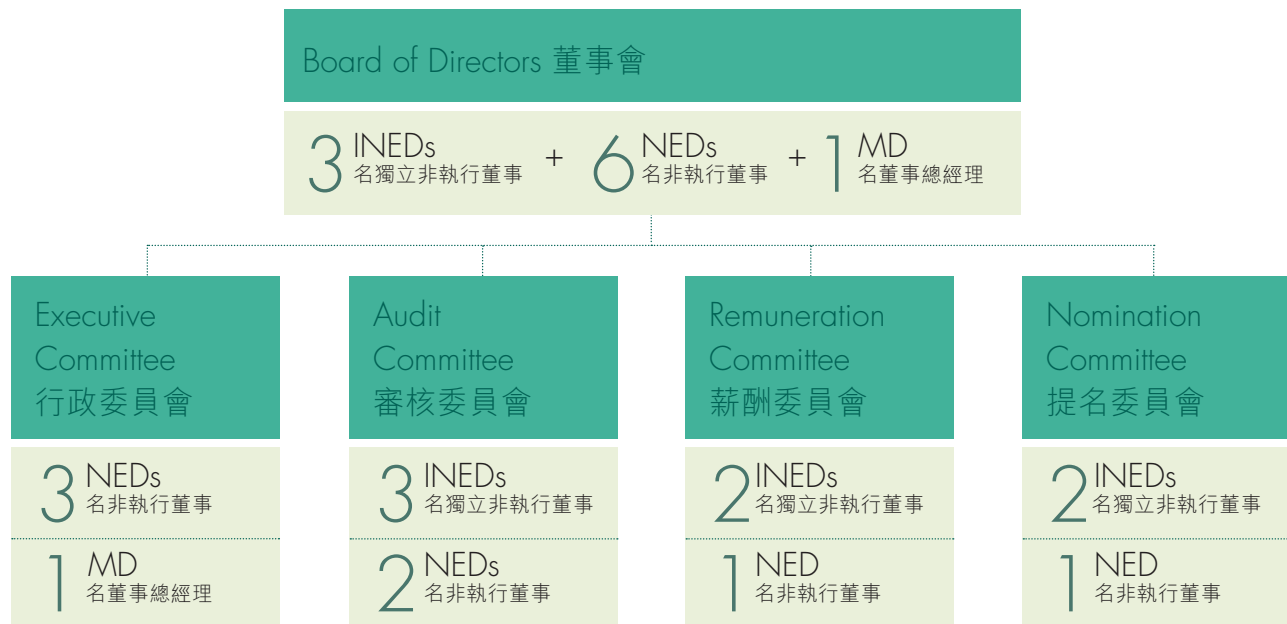 Board of Directors 董事會
3 INEDs
名獨立非執行董事
+
6 NEDs
名非執行董事
+
1 MD
名董事總經理
Executive
Committee
行政委員會
3 NEDs
名非執行董事
1 MD
名董事總經理
Audit
Committee
審核委員會
3 INEDs
名獨立非執行董事
2 NEDs
名非執行董事
Remuneration
Committee
薪酬委員會
2 INEDs
名獨立非執行董事
1 NED
名非執行董事
Nomination
Committee
提名委員會
2 INEDs
名獨立非執行董事
1 NED
名非執行董事